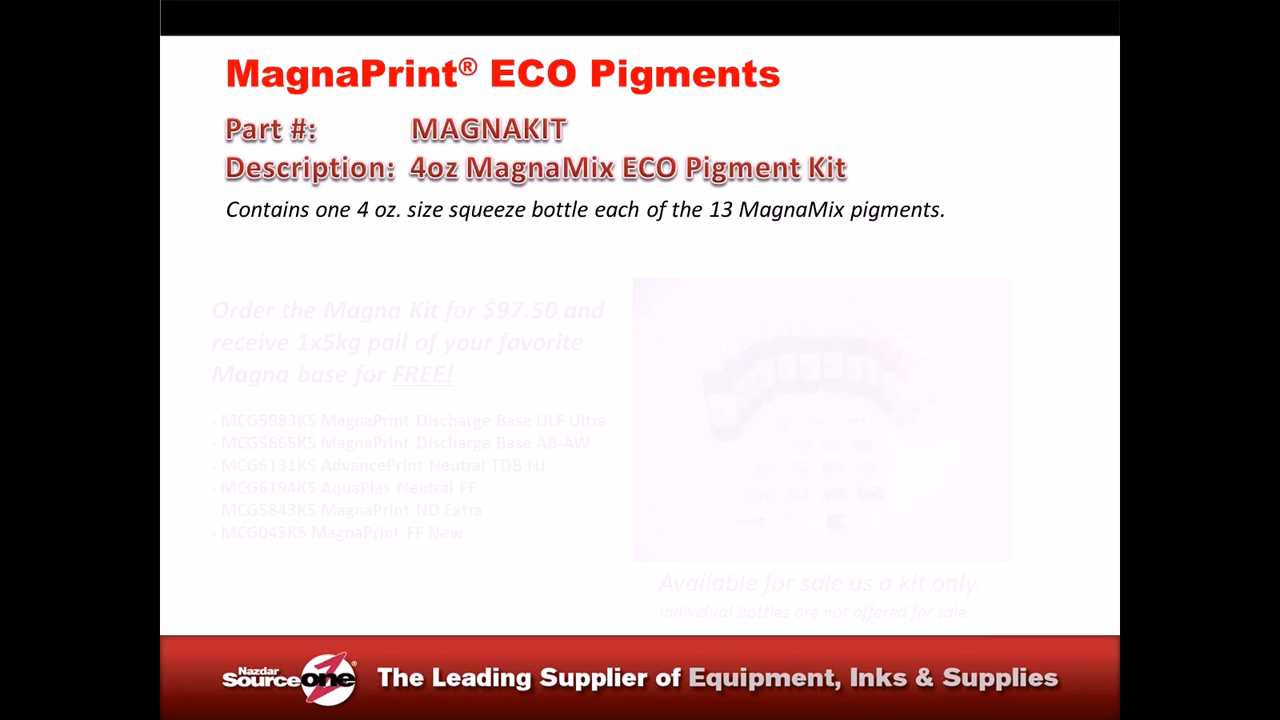 MagnaPrint® ECO Pigments
Part #: MAGNAKIT
Description: 4oz MagnaMix ECO Pigment Kit
Contains one 4 oz. size squeeze bottle each of the 13 MagnaMix pigments.
Order the Magna Kit for $97.50 and
receive 1x5kg pail of your favorite
Magna base for FREE!
- MCG5983K5 MagnaPrint Discharge Base ULF Ultra
- MCG5665K5 MagnaPrint Discharge Base AB-AW
- MCG6131K5 AdvancePrint Neutral TDB NJ
- MCG6194K5 AquaPlas Neutral FF
- MCG5843K5 MagnaPrint ND Extra
- MCG045K5 MagnaPrint FF New
Available for sale as a kit only.
Individual bottles are not offered for sale.
Nazdar
sourceone®
The Leading Supplier of Equipment, Inks & Supplies